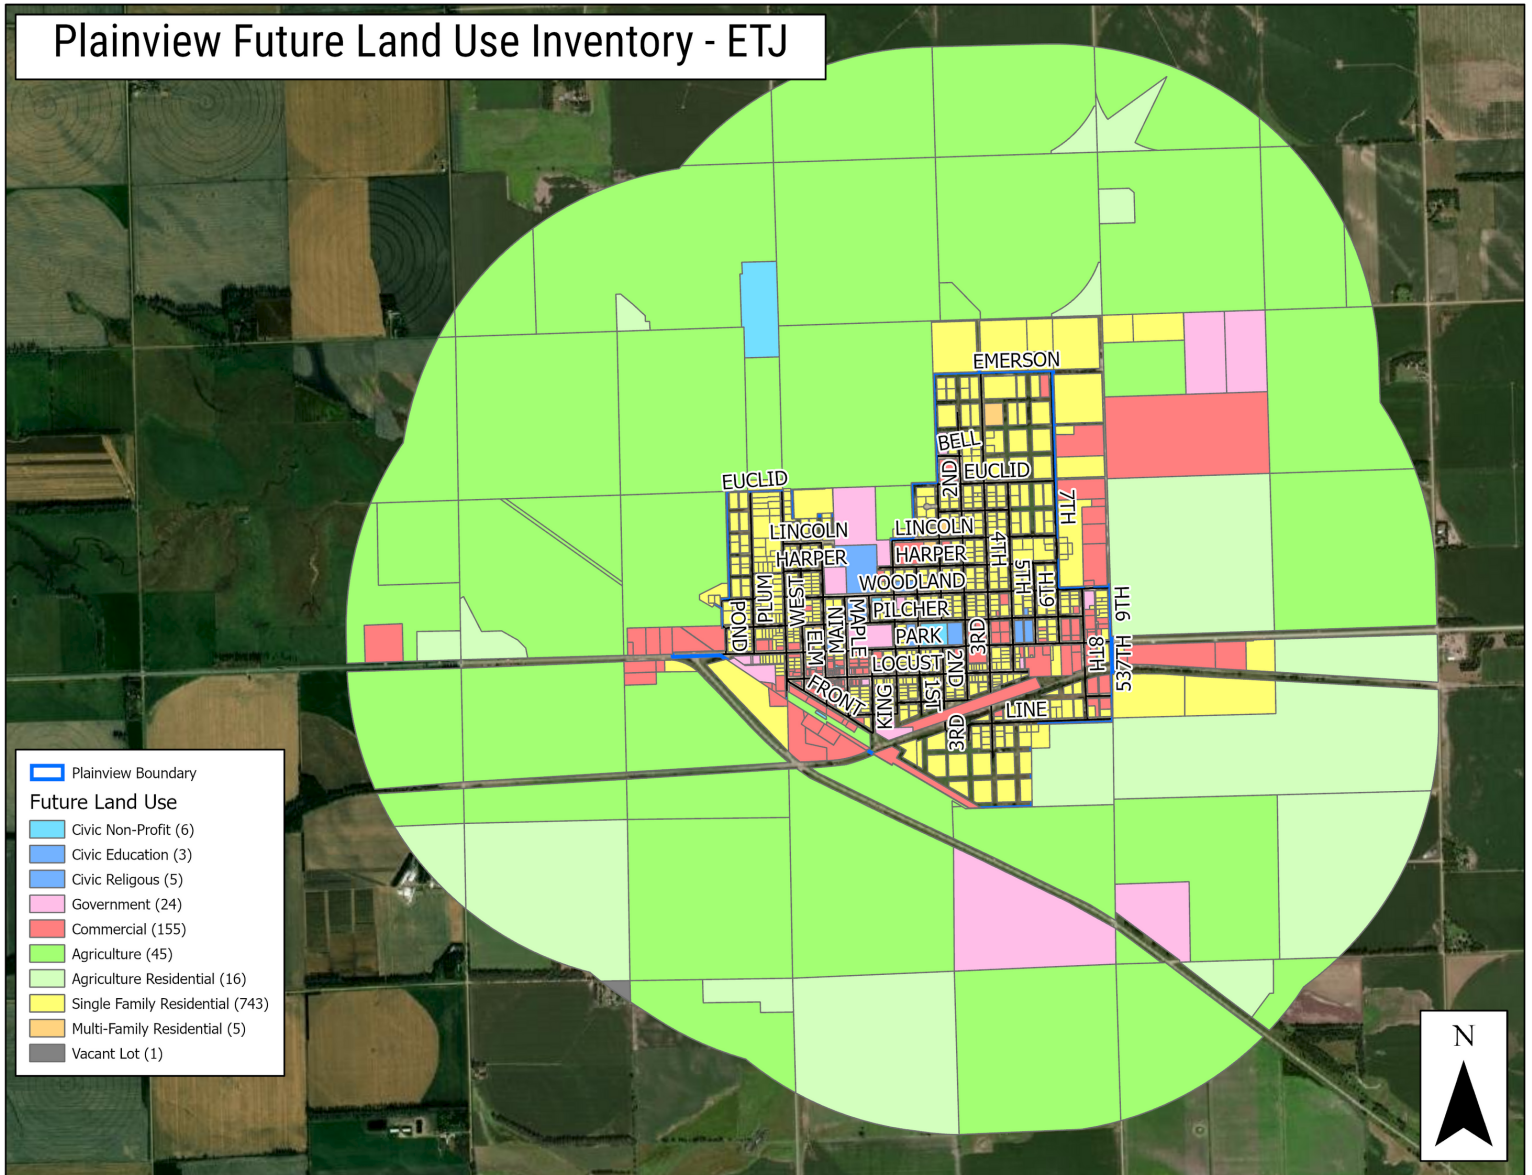 Plainview Future Land Use Inventory - ETJ
EMERSON
BELL
2ND
EUCLID
EUCLID
7TH
LINCOLN
LINCOLN
4TH
HARPER
HARPER
5TH
6TH
WOODLAND
PLUM
WEST
POND
PILCHER
9TH
MAIN
MAPLE
ELM
PARK
3RD
8TH
537TH
LOCUST
2ND
FRONT
KING
1ST
LINE
3RD
Plainview Boundary
Future Land Use
Civic Non-Profit (6)
Civic Education (3)
Civic Religous (5)
Government (24)
Commercial (155)
Agriculture (45)
Agriculture Residential (16)
Single Family Residential (743)
Multi-Family Residential (5)
Vacant Lot (1)
N